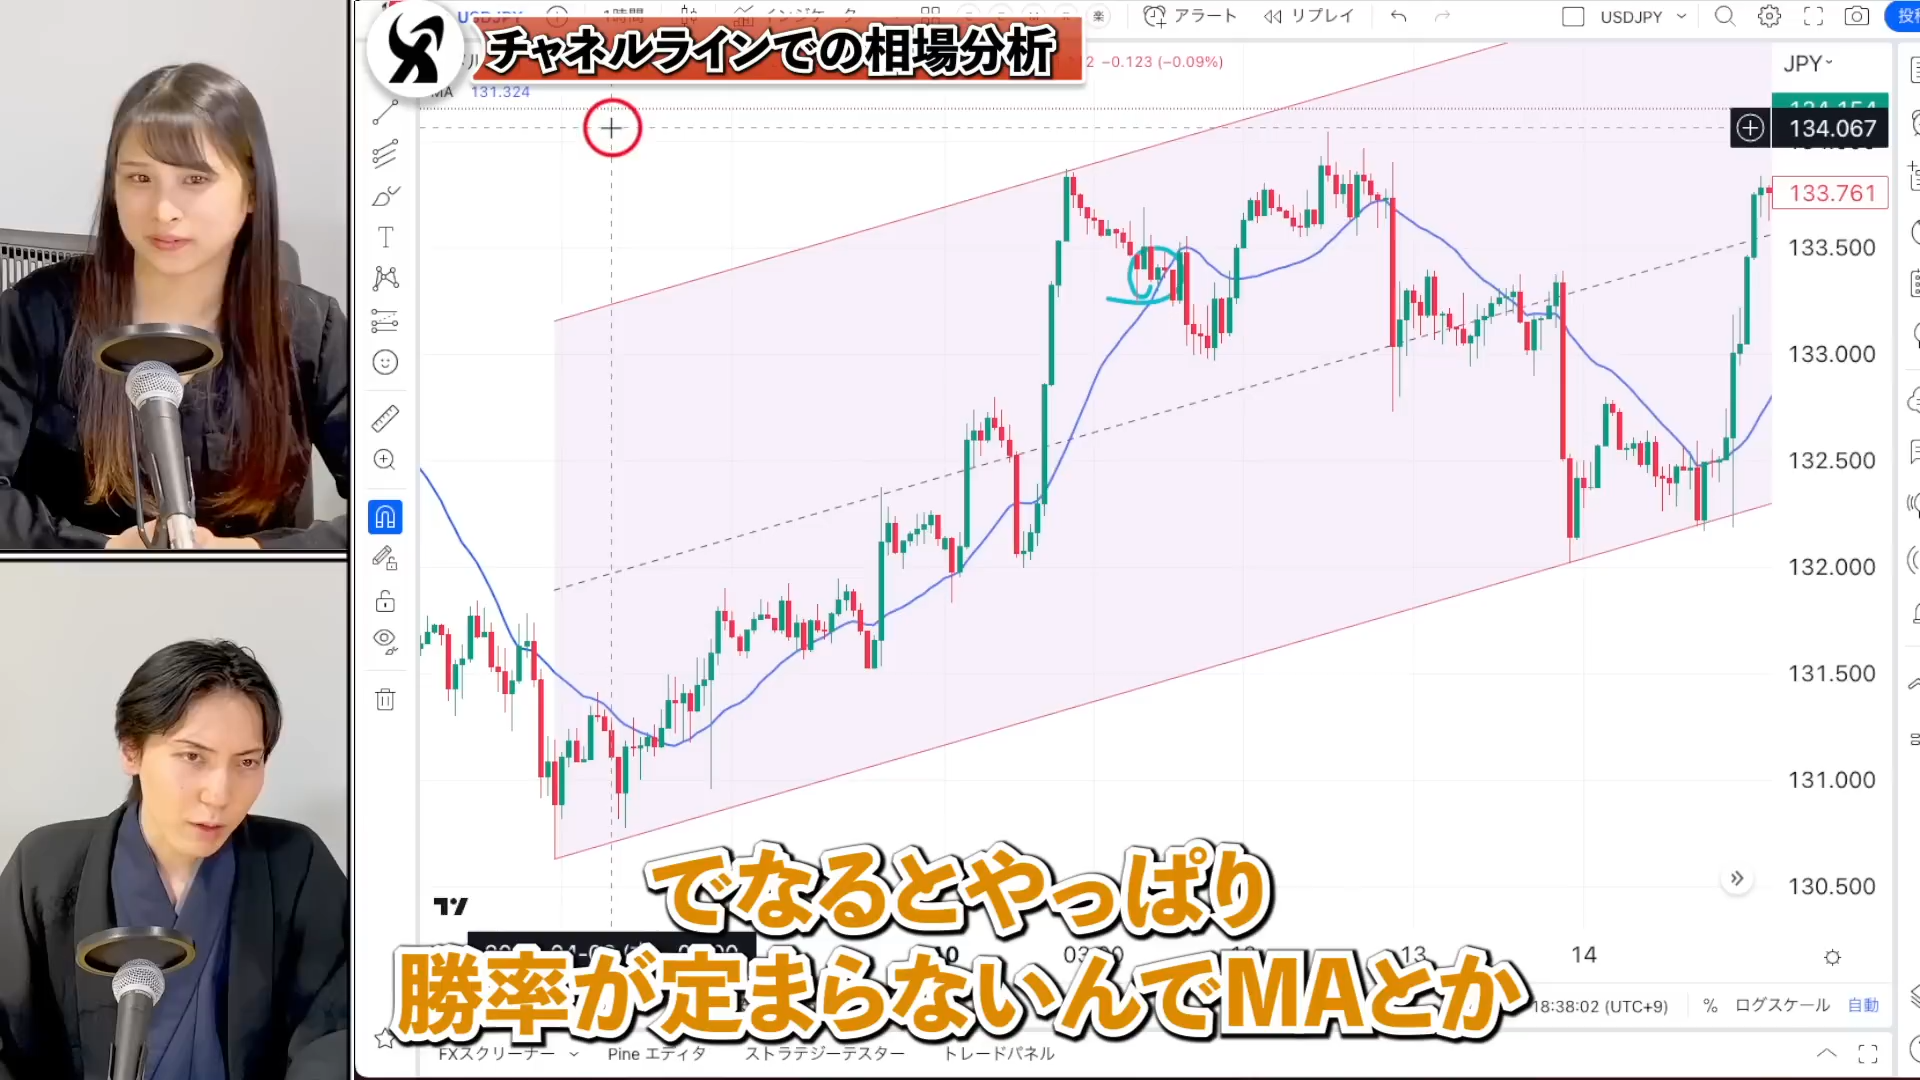 アラート
リプレイ
USDJPY
チャネルラインでの相場分析
−0.123 (−0.09%)
JPY
MA 131.324
134.067
133.761
133.500
133.000
132.500
132.000
131.500
131.000
130.500
でなるとやっぱり
勝率が定まらないんでMAとか
13
14
18:38:02 (UTC+9)
%
ログスケール
自動
FXスクリーナー
Pine エディタ
ストラテジーテスター
トレードパネル